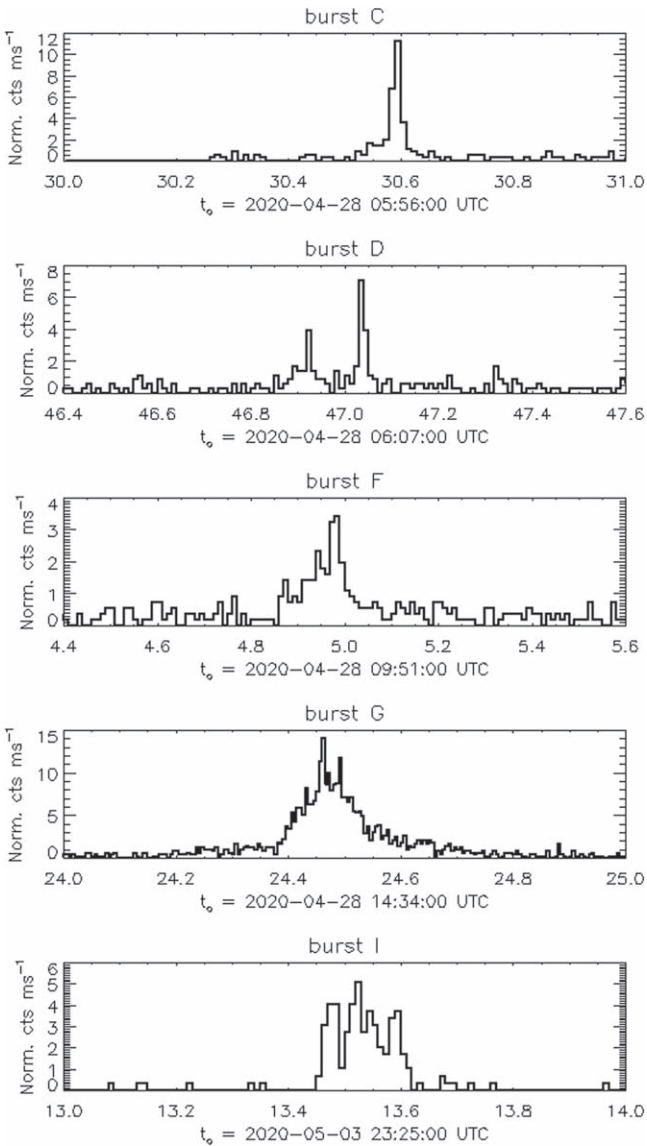 burst C
Norm. cts ms⁻¹
12
10
8
6
4
2
0
30.0 30.2 30.4 30.6 30.8 31.0
t₀ = 2020-04-28 05:56:00 UTC
burst D
Norm. cts ms⁻¹
8
6
4
2
0
46.4 46.6 46.8 47.0 47.2 47.4 47.6
t₀ = 2020-04-28 06:07:00 UTC
burst F
Norm. cts ms⁻¹
4
3
2
1
0
4.4 4.6 4.8 5.0 5.2 5.4 5.6
t₀ = 2020-04-28 09:51:00 UTC
burst G
Norm. cts ms⁻¹
15
10
5
0
24.0 24.2 24.4 24.6 24.8 25.0
t₀ = 2020-04-28 14:34:00 UTC
burst I
Norm. cts ms⁻¹
6
5
4
3
2
1
0
13.0 13.2 13.4 13.6 13.8 14.0
t₀ = 2020-05-03 23:25:00 UTC